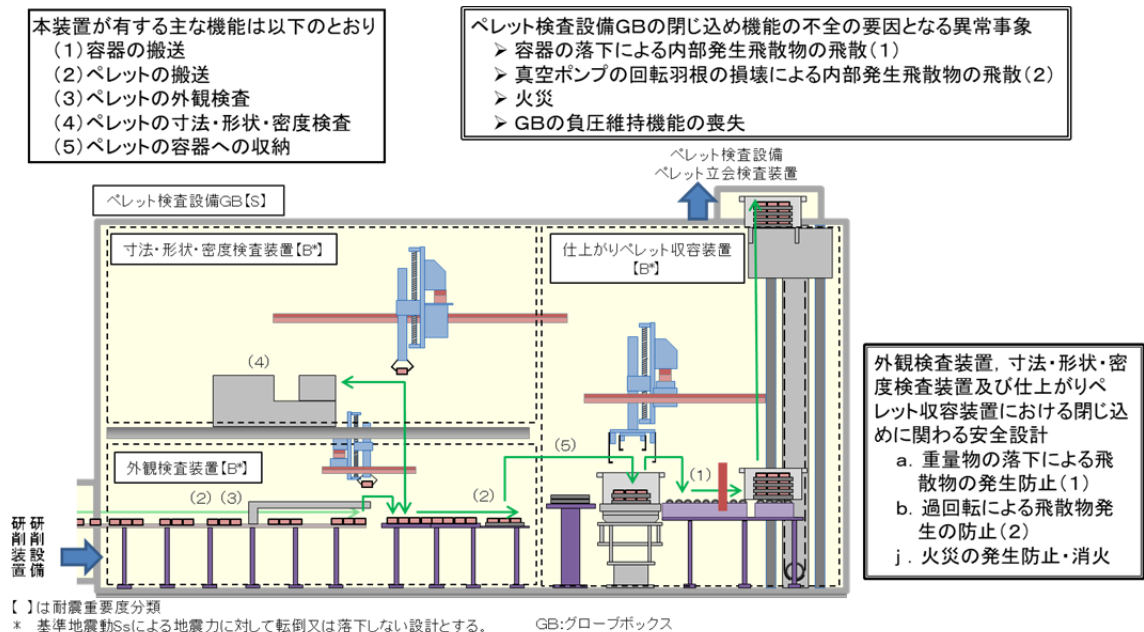 本装置が有する主な機能は以下のとおり
(1)容器の搬送
(2)ペレットの搬送
(3)ペレットの外観検査
(4)ペレットの寸法・形状・密度検査
(5)ペレットの容器への収納
ペレット検査設備GBの閉じ込め機能の不全の要因となる異常事象
➢ 容器の落下による内部発生飛散物の飛散(1)
➢ 真空ポンプの回転羽根の損壊による内部発生飛散物の飛散(2)
➢ 火災
➢ GBの負圧維持機能の喪失
ペレット検査設備
ペレット立会検査装置
ペレット検査設備GB【S】
寸法・形状・密度検査装置【B*】
仕上がりペレット収容装置
【B*】
(4)
外観検査装置【B*】
(2) (3)
(2)
(5)
(1)
研削設備
研削装置
外観検査装置, 寸法・形状・密
度検査装置及び仕上がりペ
レット収容装置における閉じ込
めに関わる安全設計
a. 重量物の落下による飛
散物の発生防止(1)
b. 過回転による飛散物発
生の防止(2)
j. 火災の発生防止・消火
【 】は耐震重要度分類
* 基準地震動Ssによる地震力に対して転倒又は落下しない設計とする。
GB:グローブボックス